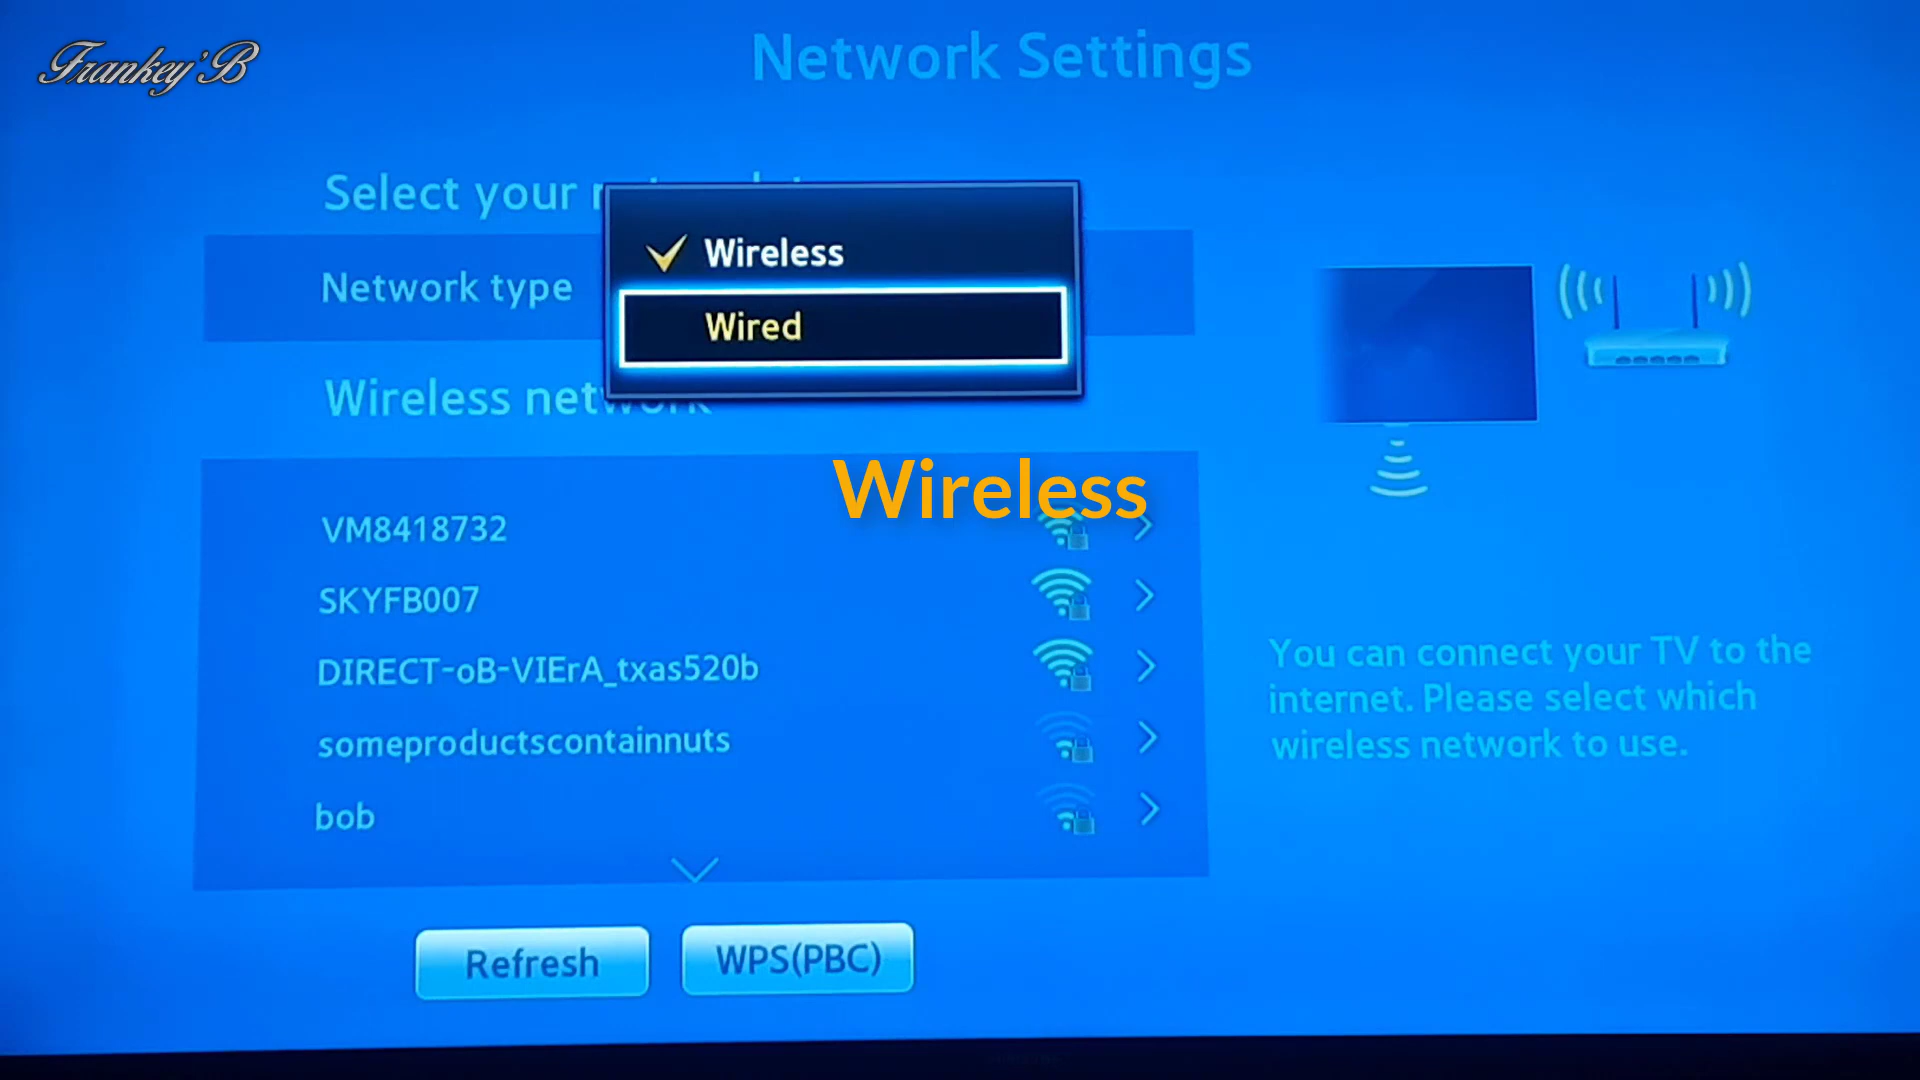 Frankey'B
Network Settings
Select your
Wireless
Network type
Wired
Wireless network
Wireless
VM8418732
SKYFB007
DIRECT-oB-VIErA_txas520b
someproductscontainnuts
bob
You can connect your TV to the
internet. Please select which
wireless network to use.
Refresh
WPS(PBC)